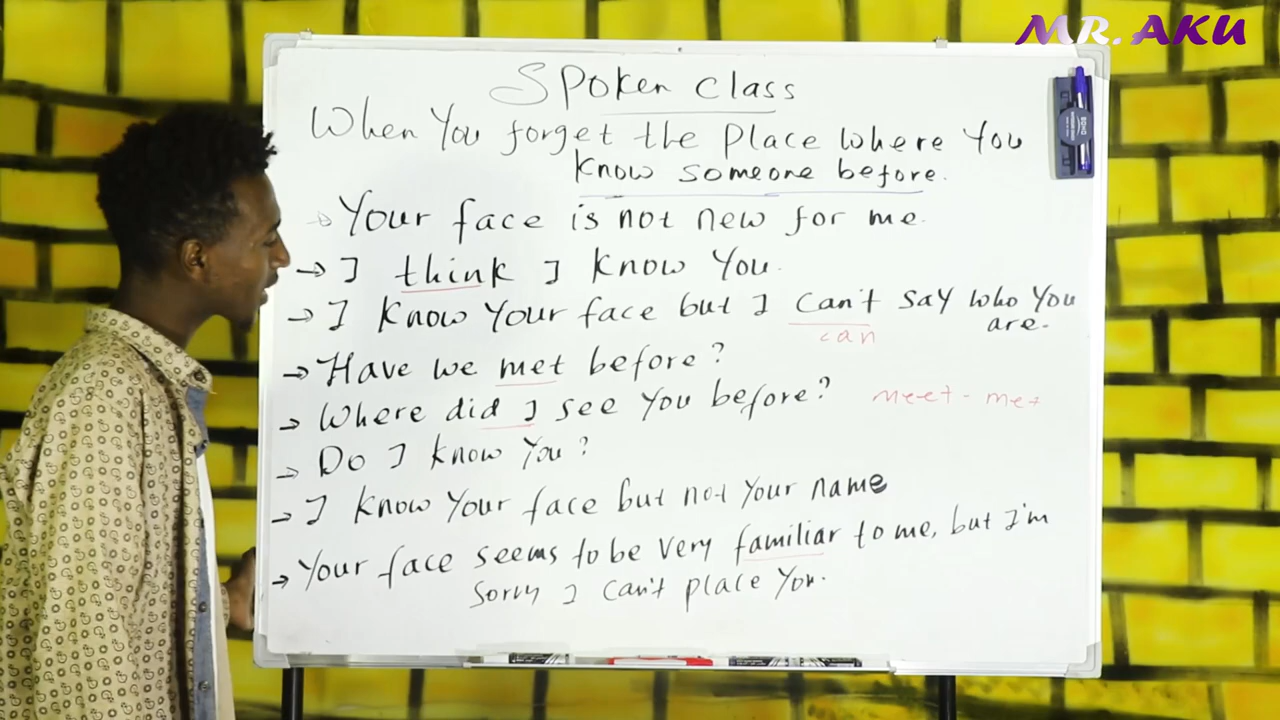 MR. AKU
Spoken class
When You forget the Place where You
know someone before.
Your face is not new for me.
→ I think I know You.
→ I know Your face but I can't say who You
are.
can
→ Have we met before?
→ Where did I see You before?
meet - met
→ Do I know You?
→ I know Your face but not Your name
→ Your face seems to be very familiar to me, but I'm
Sorry I can't place You.